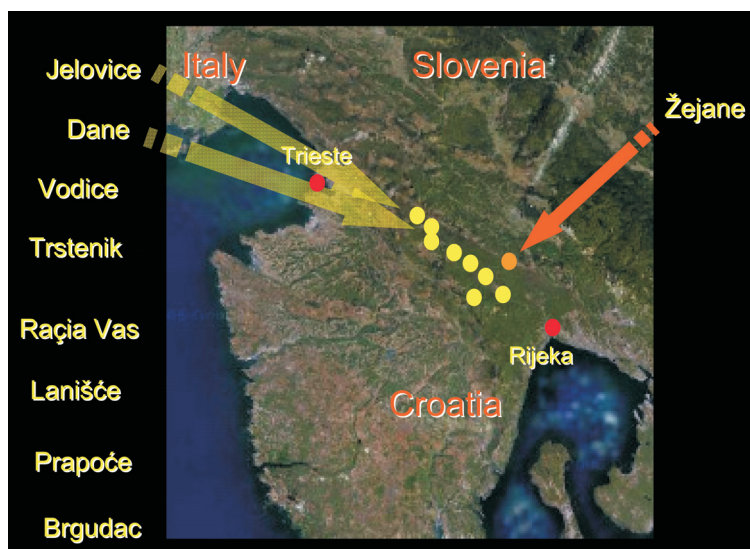 Jelovice
Dane
Vodice
Trstenik
Raçia Vas
Lanišće
Prapoće
Brgudac
Italy
Slovenia
Žejane
Trieste
Rijeka
Croatia